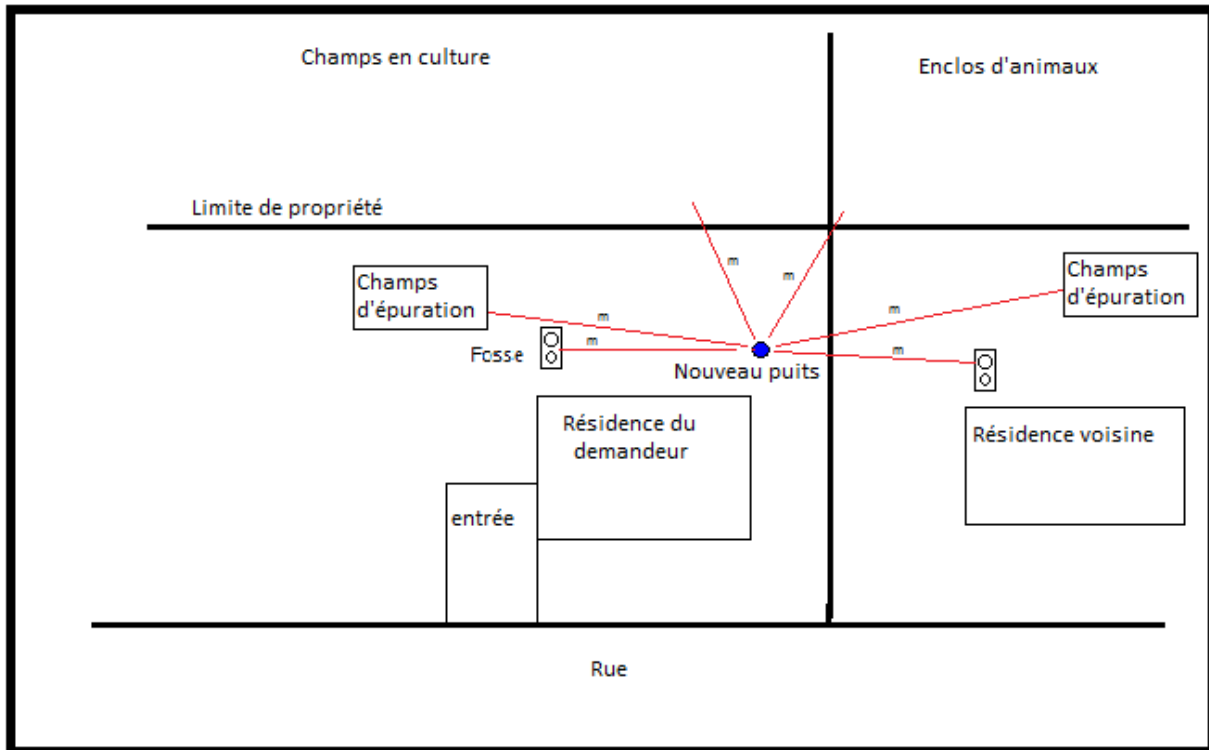 Champs en culture
Enclos d'animaux
Limite de propriété
Champs
d'épuration
Champs
d'épuration
m
m
m
m
m
m
Fosse
Nouveau puits
Résidence du
demandeur
Résidence voisine
entrée
Rue